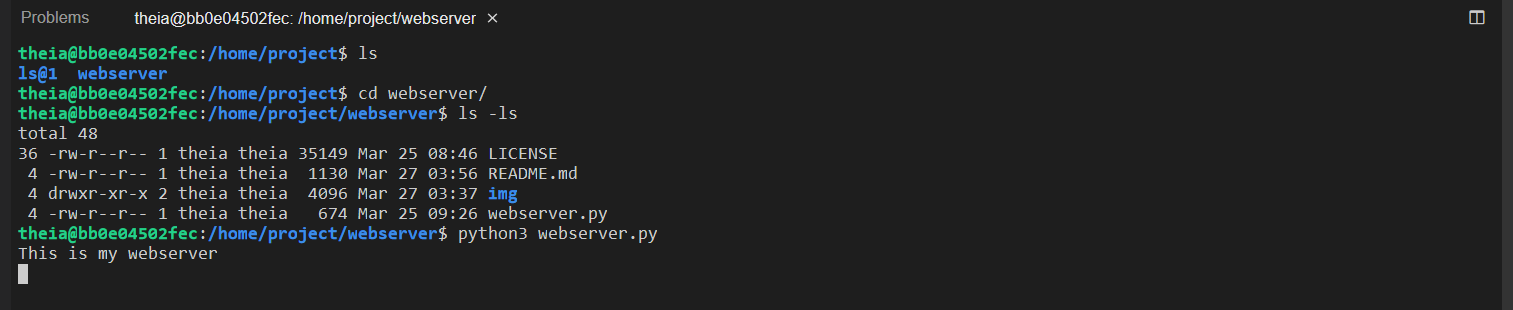 Problems theia@bb0e04502fec: /home/project/webserver ×
theia@bb0e04502fec:/home/project$ ls
ls@1  webserver
theia@bb0e04502fec:/home/project$ cd webserver/
theia@bb0e04502fec:/home/project/webserver$ ls -ls
total 48
36 -rw-r--r-- 1 theia theia 35149 Mar 25 08:46 LICENSE
 4 -rw-r--r-- 1 theia theia  1130 Mar 27 03:56 README.md
 4 drwxr-xr-x 2 theia theia  4096 Mar 27 03:37 img
 4 -rw-r--r-- 1 theia theia   674 Mar 25 09:26 webserver.py
theia@bb0e04502fec:/home/project/webserver$ python3 webserver.py
This is my webserver